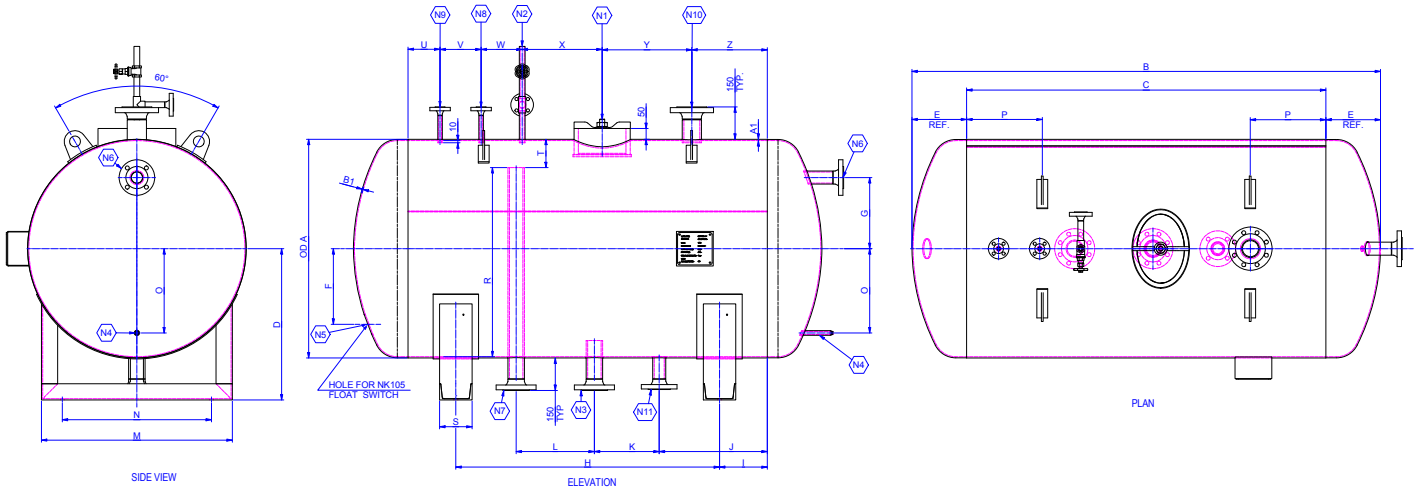 N9
N8
N2
N1
N10
U
V
W
X
Y
Z
150
TYP.
50
10
A1
T
60°
N6
N4
O
D
N
M
SIDE VIEW
B1
OD A
F
R
N5
HOLE FOR NK105
FLOAT SWITCH
N6
G
O
N4
S
N7
150
TYP
N3
N11
L
K
J
H
I
ELEVATION
B
C
E
REF.
P
P
E
REF.
PLAN